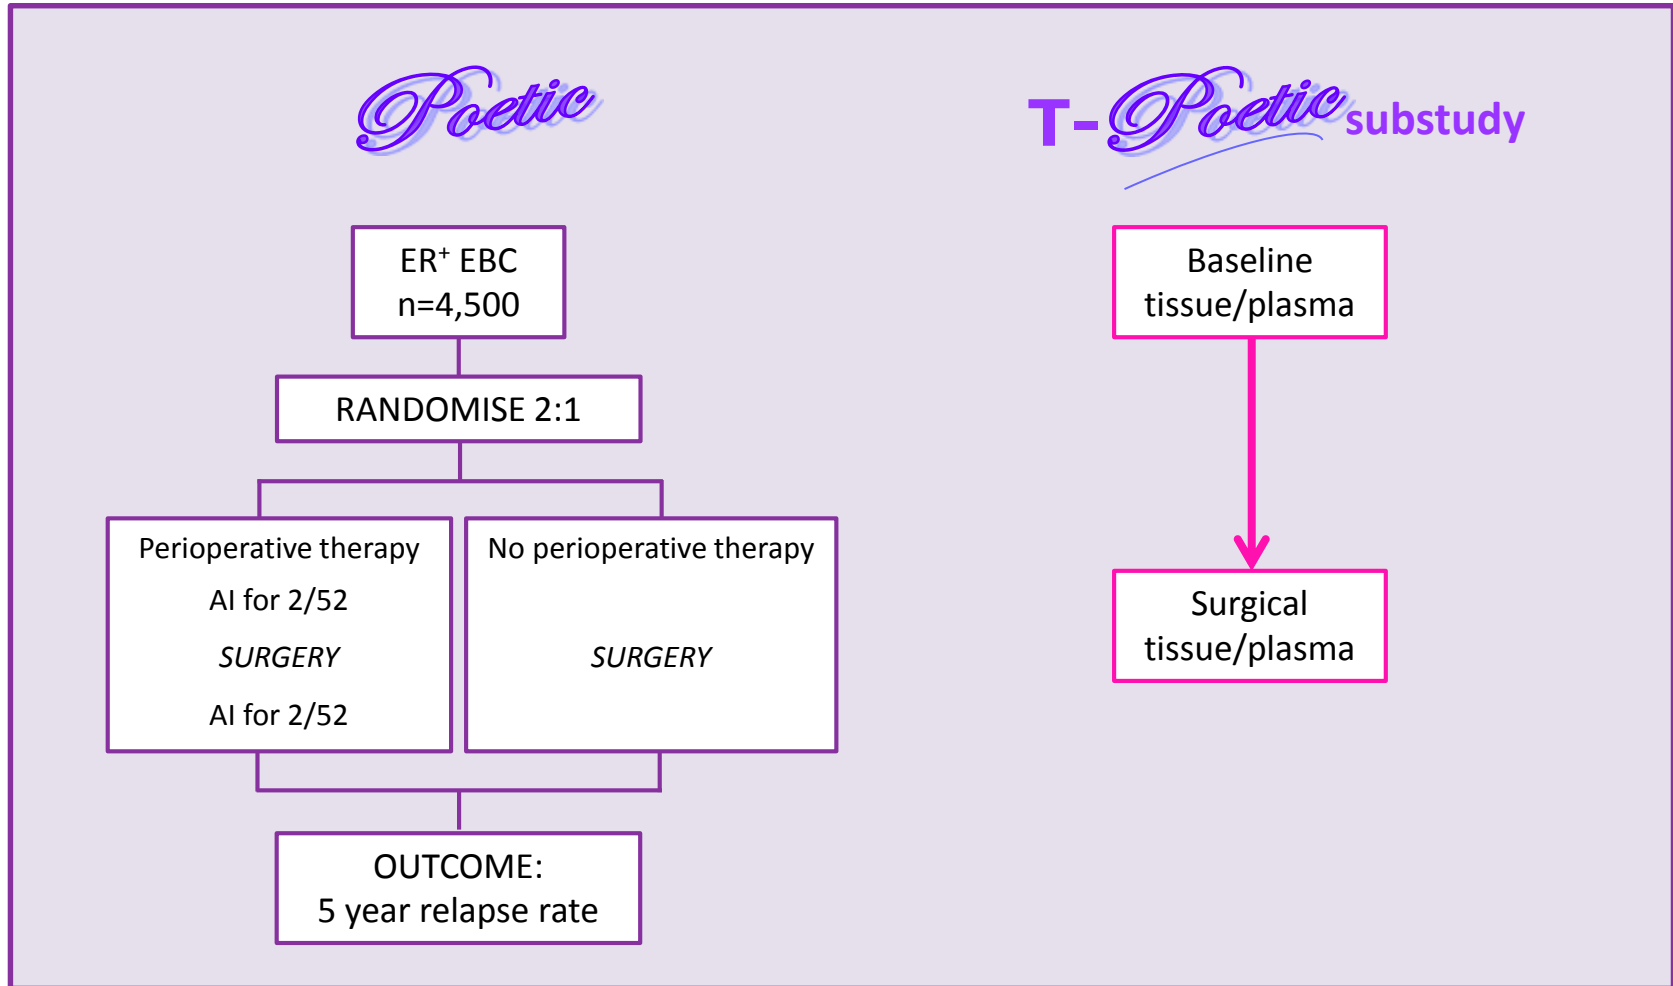 Poetic
ER⁺ EBC
n=4,500
RANDOMISE 2:1
Perioperative therapy
AI for 2/52
SURGERY
AI for 2/52
No perioperative therapy
SURGERY
OUTCOME:
5 year relapse rate
T-Poetic substudy
Baseline
tissue/plasma
Surgical
tissue/plasma